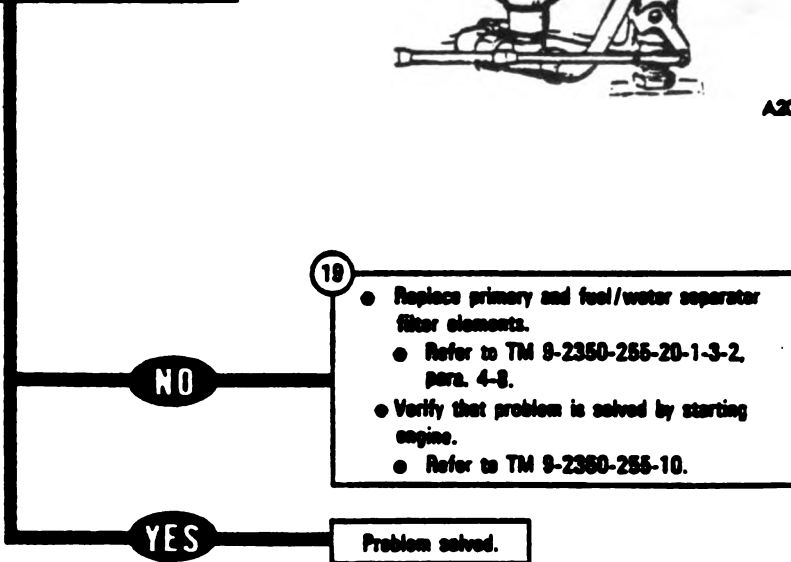 19
● Replace primary and fuel/water separator
filter elements.
● Refer to TM 9-2350-255-20-1-3-2,
para. 4-8.
NO
● Verify that problem is solved by starting
engine.
● Refer to TM 9-2350-255-10.
YES
Problem solved.